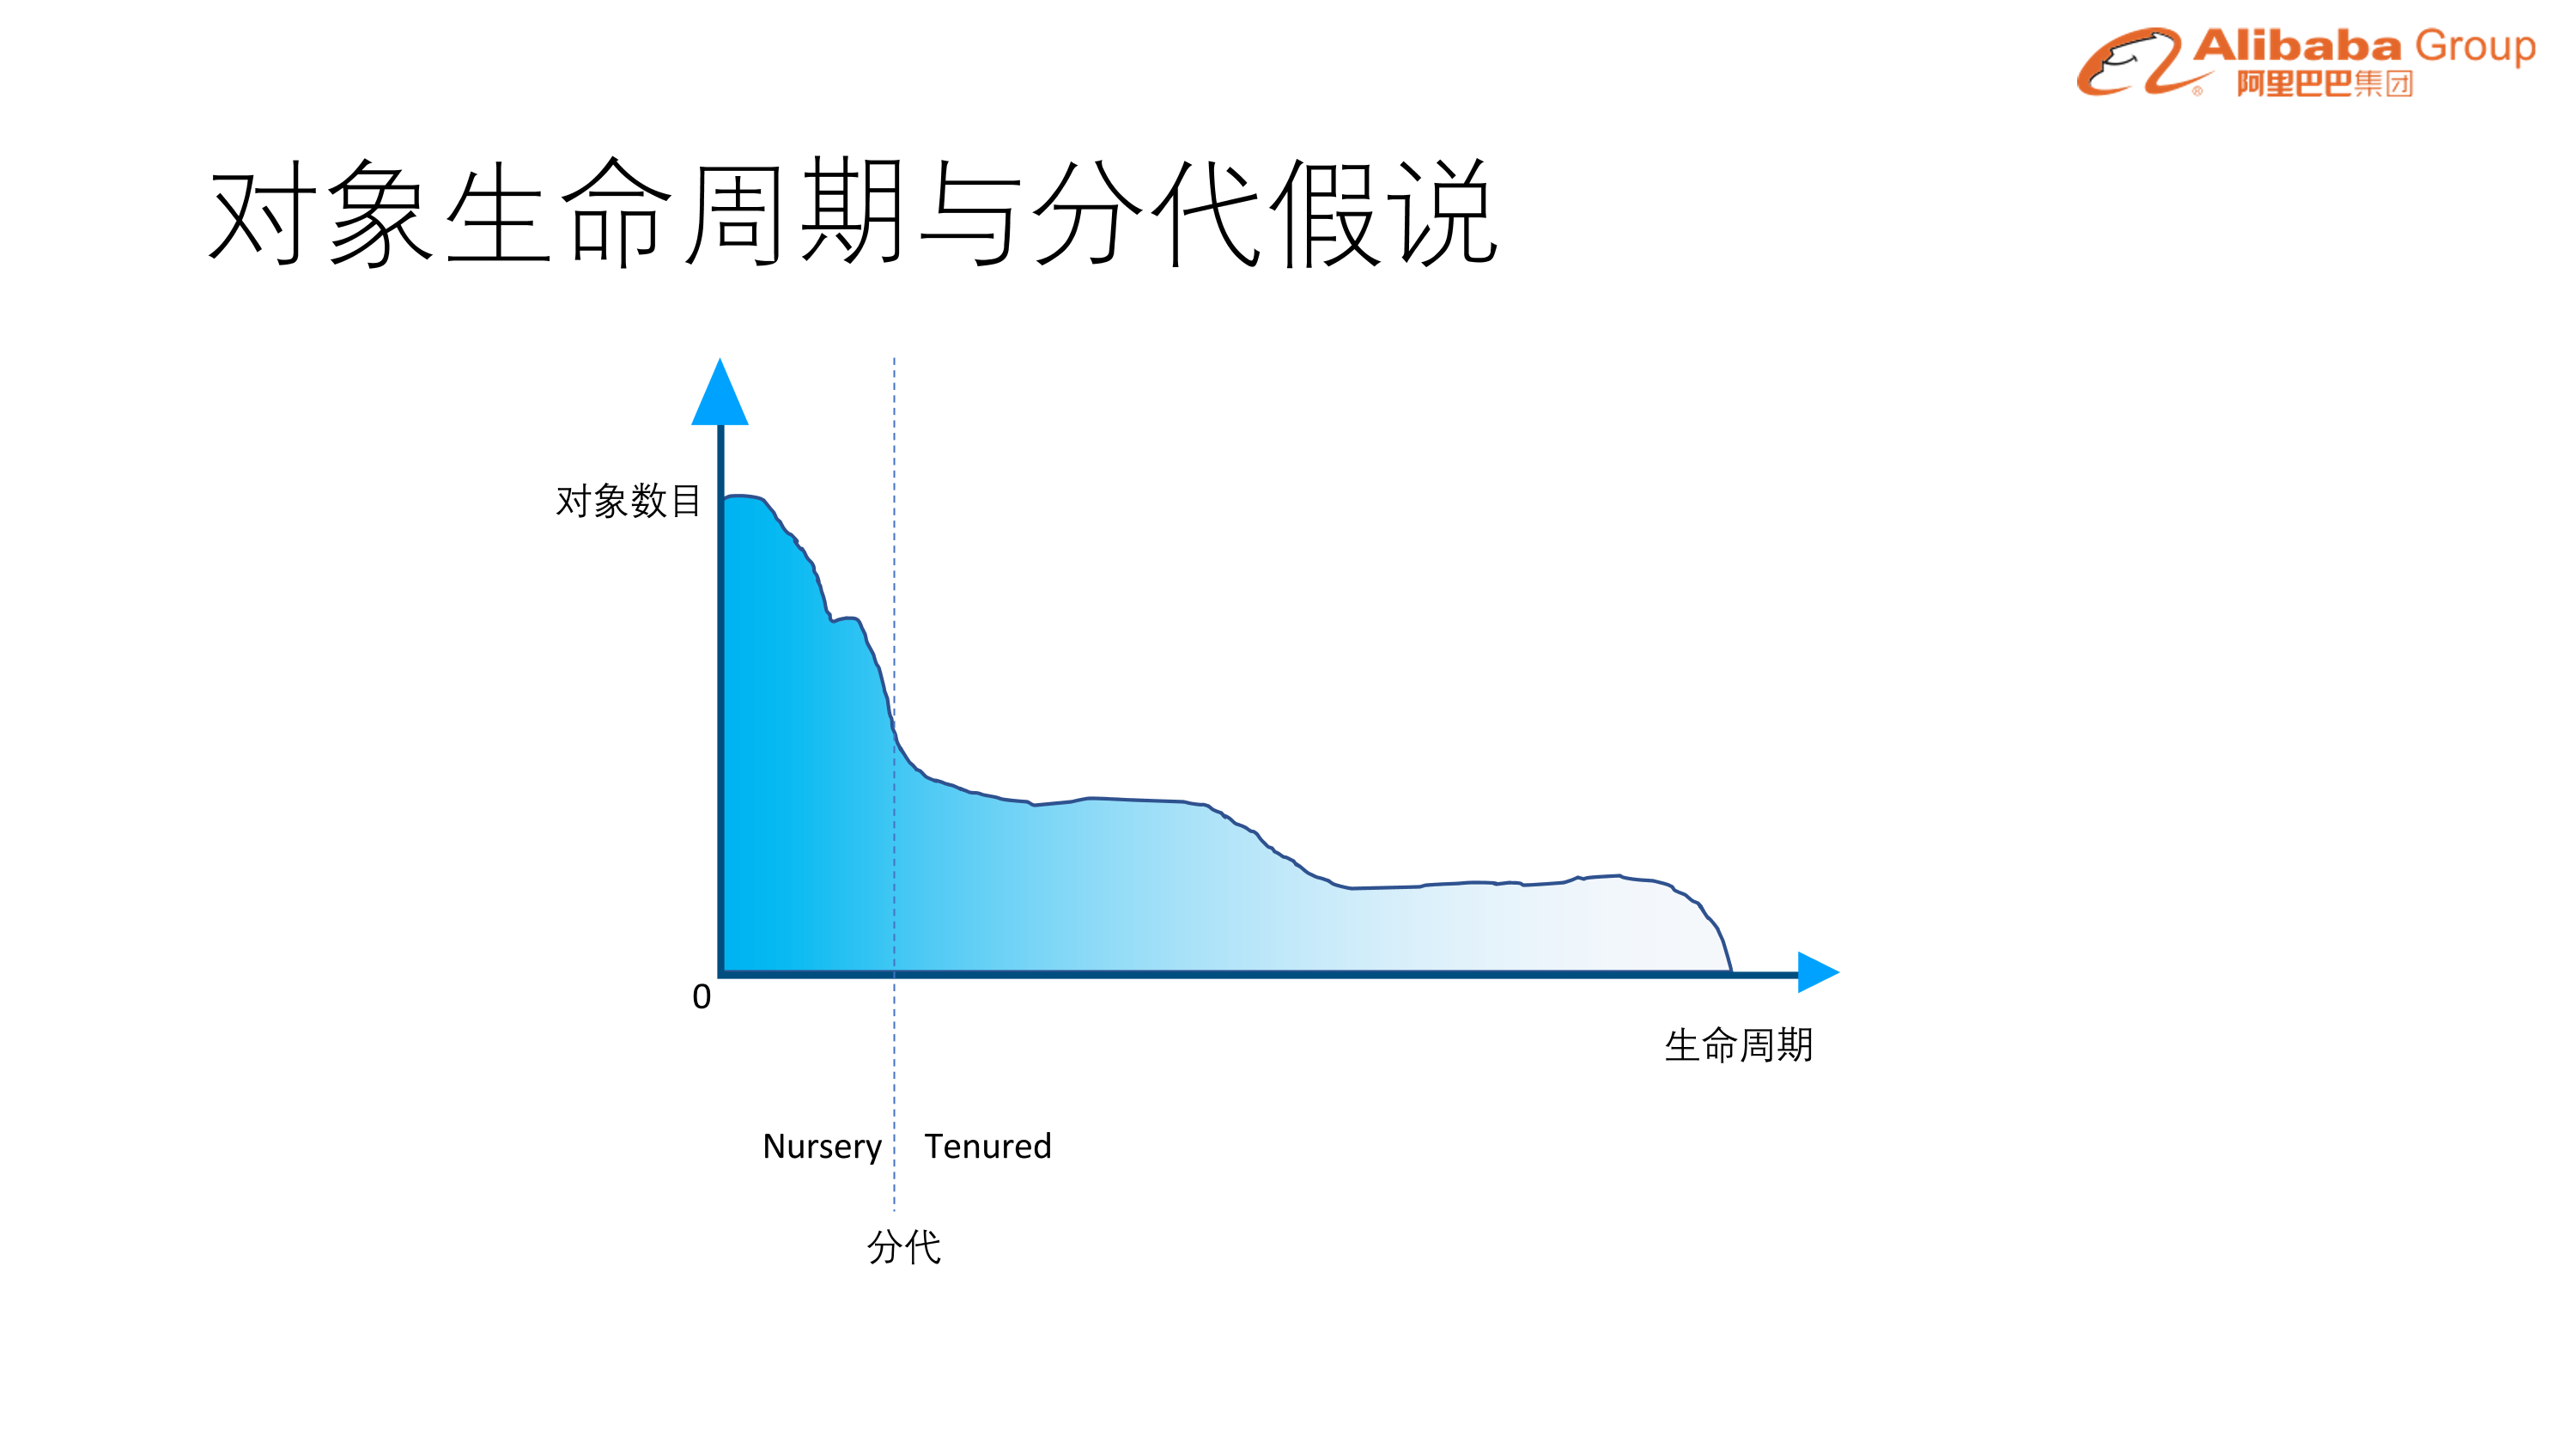 Alibaba Group
阿里巴巴集团
对象生命周期与分代假说
对象数目
0
生命周期
Nursery
Tenured
分代